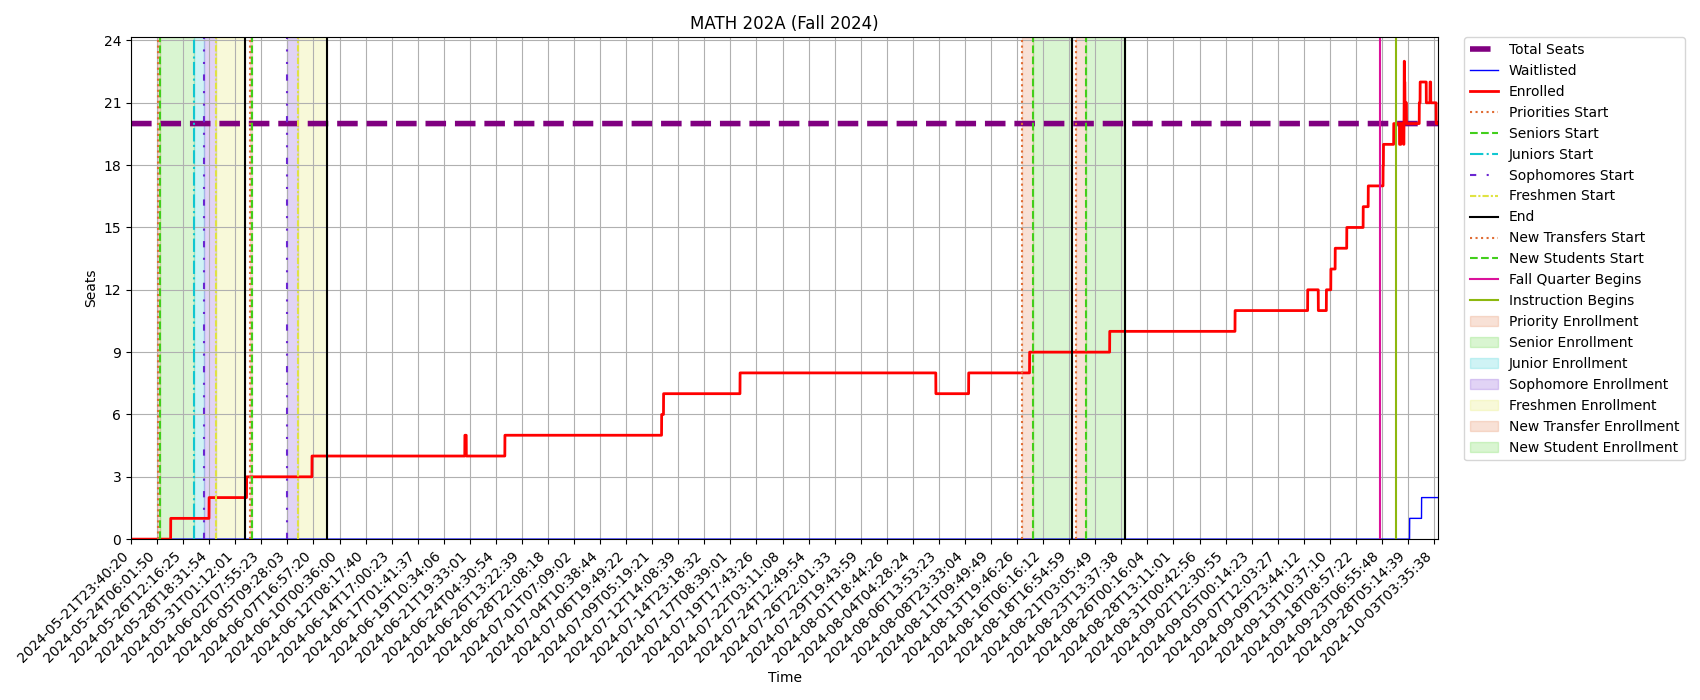 MATH 202A (Fall 2024)
Seats
24
21
18
15
12
9
6
3
0
2024-05-21T23:40:20
2024-05-24T06:01:50
2024-05-26T12:16:25
2024-05-28T18:31:54
2024-05-31T01:12:01
2024-06-02T07:55:23
2024-06-05T09:28:03
2024-06-07T16:57:20
2024-06-10T00:36:00
2024-06-12T08:17:40
2024-06-14T17:00:23
2024-06-17T01:41:37
2024-06-19T10:34:06
2024-06-21T19:33:01
2024-06-24T04:30:54
2024-06-26T13:22:39
2024-06-28T22:08:18
2024-07-01T07:09:02
2024-07-04T10:38:44
2024-07-06T19:49:22
2024-07-09T05:19:21
2024-07-12T14:08:39
2024-07-14T23:18:32
2024-07-17T08:39:01
2024-07-19T17:43:26
2024-07-22T03:11:08
2024-07-24T12:49:54
2024-07-26T22:01:33
2024-07-29T19:43:59
2024-08-01T18:44:26
2024-08-04T04:28:24
2024-08-06T13:53:23
2024-08-08T23:33:04
2024-08-11T09:49:49
2024-08-13T19:46:26
2024-08-16T06:16:12
2024-08-18T16:54:59
2024-08-21T03:05:49
2024-08-23T13:37:38
2024-08-26T00:16:04
2024-08-28T13:11:01
2024-08-31T00:42:56
2024-09-02T12:30:55
2024-09-05T00:14:23
2024-09-07T12:03:27
2024-09-09T23:44:12
2024-09-13T10:37:10
2024-09-18T08:57:22
2024-09-23T06:55:48
2024-09-28T05:14:39
2024-10-03T03:35:38
Time
Total Seats
Waitlisted
Enrolled
Priorities Start
Seniors Start
Juniors Start
Sophomores Start
Freshmen Start
End
New Transfers Start
New Students Start
Fall Quarter Begins
Instruction Begins
Priority Enrollment
Senior Enrollment
Junior Enrollment
Sophomore Enrollment
Freshmen Enrollment
New Transfer Enrollment
New Student Enrollment